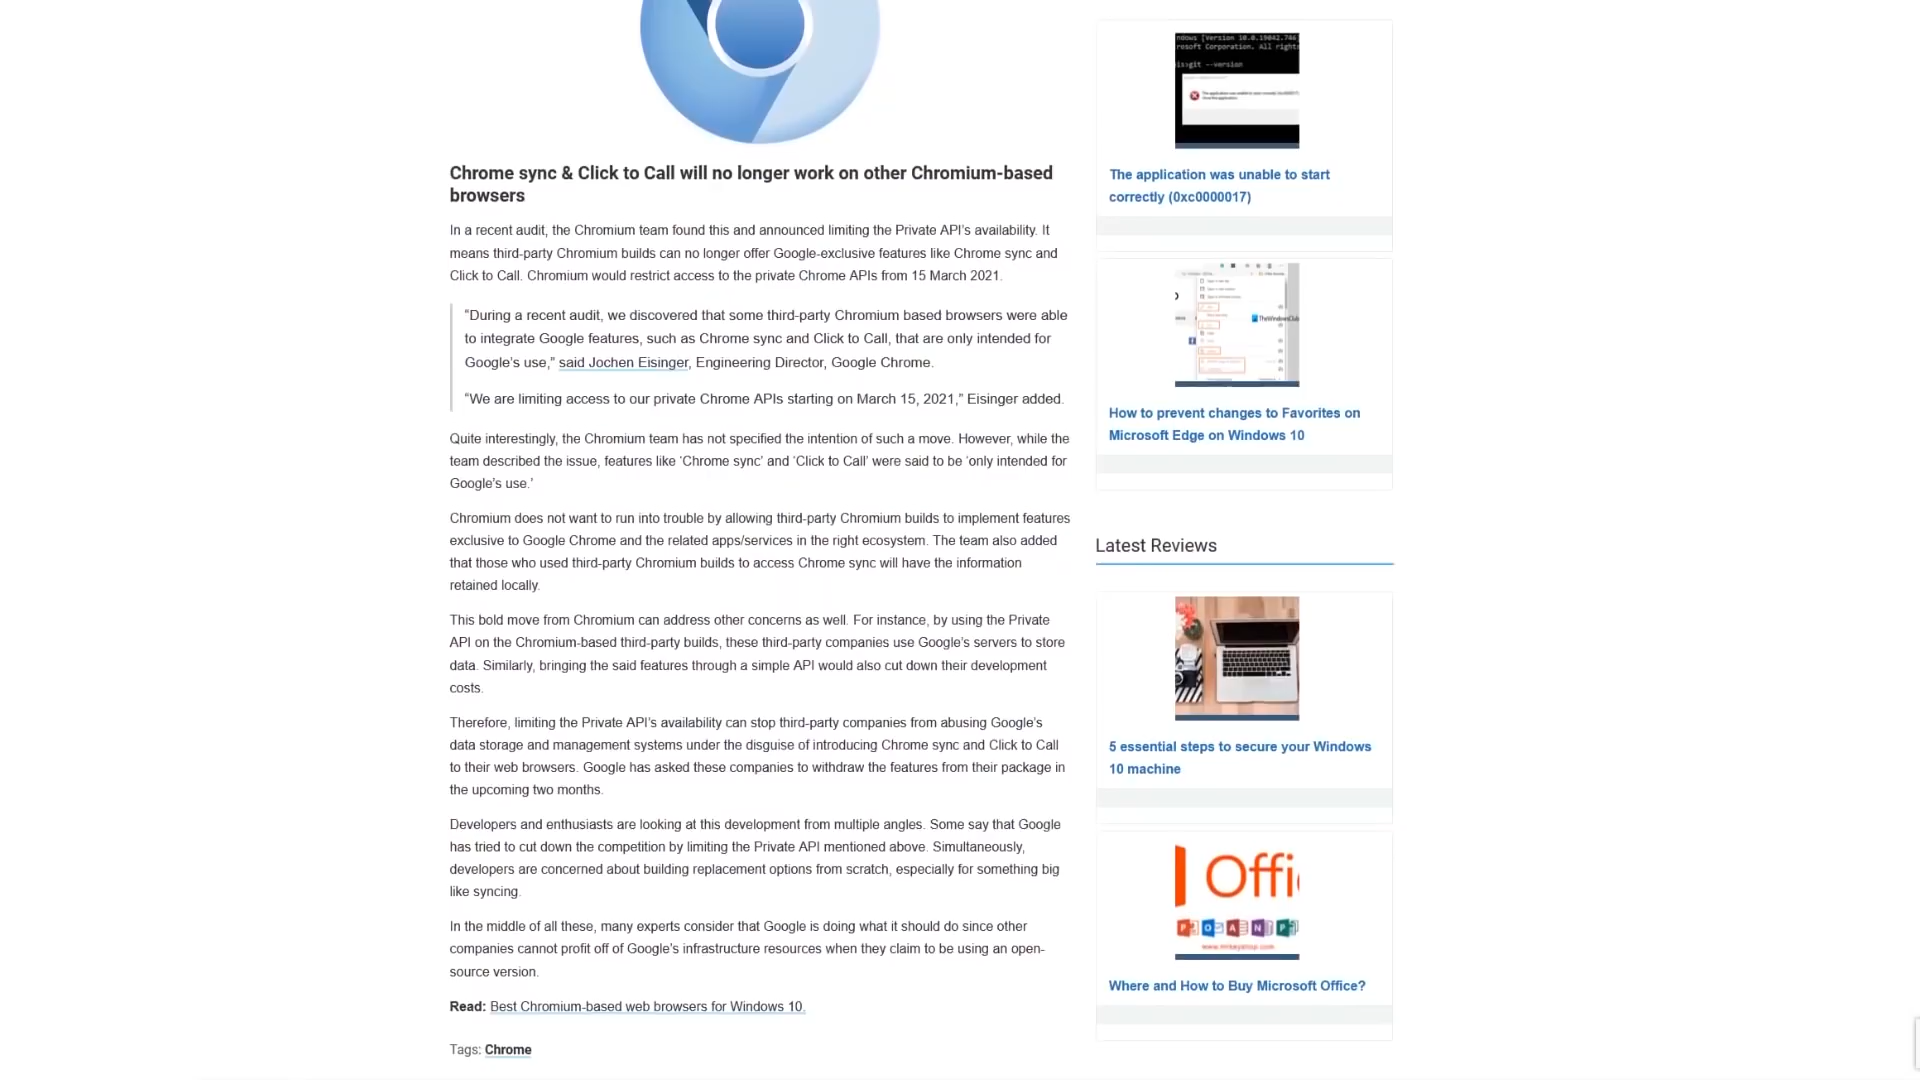 Chrome sync & Click to Call will no longer work on other Chromium-based
browsers
In a recent audit, the Chromium team found this and announced limiting the Private API's availability. It
means third-party Chromium builds can no longer offer Google-exclusive features like Chrome sync and
Click to Call. Chromium would restrict access to the private Chrome APIs from 15 March 2021.
“During a recent audit, we discovered that some third-party Chromium based browsers were able
to integrate Google features, such as Chrome sync and Click to Call, that are only intended for
Google's use,” said Jochen Eisinger, Engineering Director, Google Chrome.
“We are limiting access to our private Chrome APIs starting on March 15, 2021,” Eisinger added.
Quite interestingly, the Chromium team has not specified the intention of such a move. However, while the
team described the issue, features like ‘Chrome sync’ and ‘Click to Call’ were said to be ‘only intended for
Google's use.’
Chromium does not want to run into trouble by allowing third-party Chromium builds to implement features
exclusive to Google Chrome and the related apps/services in the right ecosystem. The team also added
that those who used third-party Chromium builds to access Chrome sync will have the information
retained locally.
This bold move from Chromium can address other concerns as well. For instance, by using the Private
API on the Chromium-based third-party builds, these third-party companies use Google's servers to store
data. Similarly, bringing the said features through a simple API would also cut down their development
costs.
Therefore, limiting the Private API's availability can stop third-party companies from abusing Google's
data storage and management systems under the disguise of introducing Chrome sync and Click to Call
to their web browsers. Google has asked these companies to withdraw the features from their package in
the upcoming two months.
Developers and enthusiasts are looking at this development from multiple angles. Some say that Google
has tried to cut down the competition by limiting the Private API mentioned above. Simultaneously,
developers are concerned about building replacement options from scratch, especially for something big
like syncing.
In the middle of all these, many experts consider that Google is doing what it should do since other
companies cannot profit off of Google's infrastructure resources when they claim to be using an open-
source version.
Read: Best Chromium-based web browsers for Windows 10.
Tags: Chrome
ndows [Version 10.0.19042.744]
rosoft Corporation. All rights
is>git --version
The application was unable to start
correctly (0xc0000017)
TheWindowsClub
How to prevent changes to Favorites on
Microsoft Edge on Windows 10
Latest Reviews
5 essential steps to secure your Windows
10 machine
Offi
P O A N P
www.mrkeyshop.com
Where and How to Buy Microsoft Office?